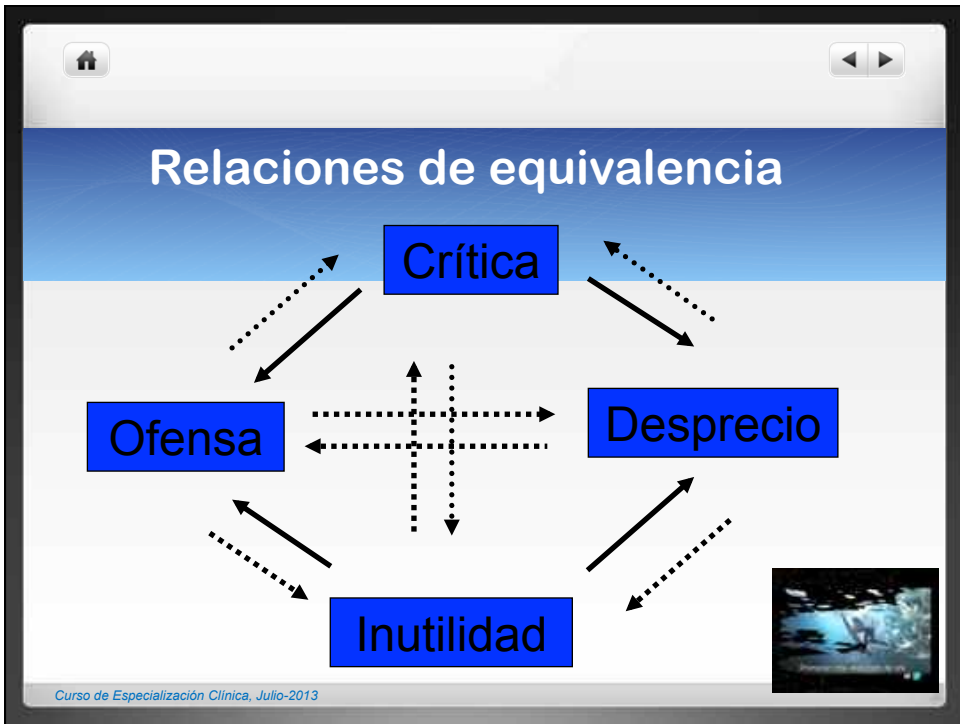 Relaciones de equivalencia
Crítica
Ofensa
Desprecio
Inutilidad
Curso de Especialización Clínica, Julio-2013